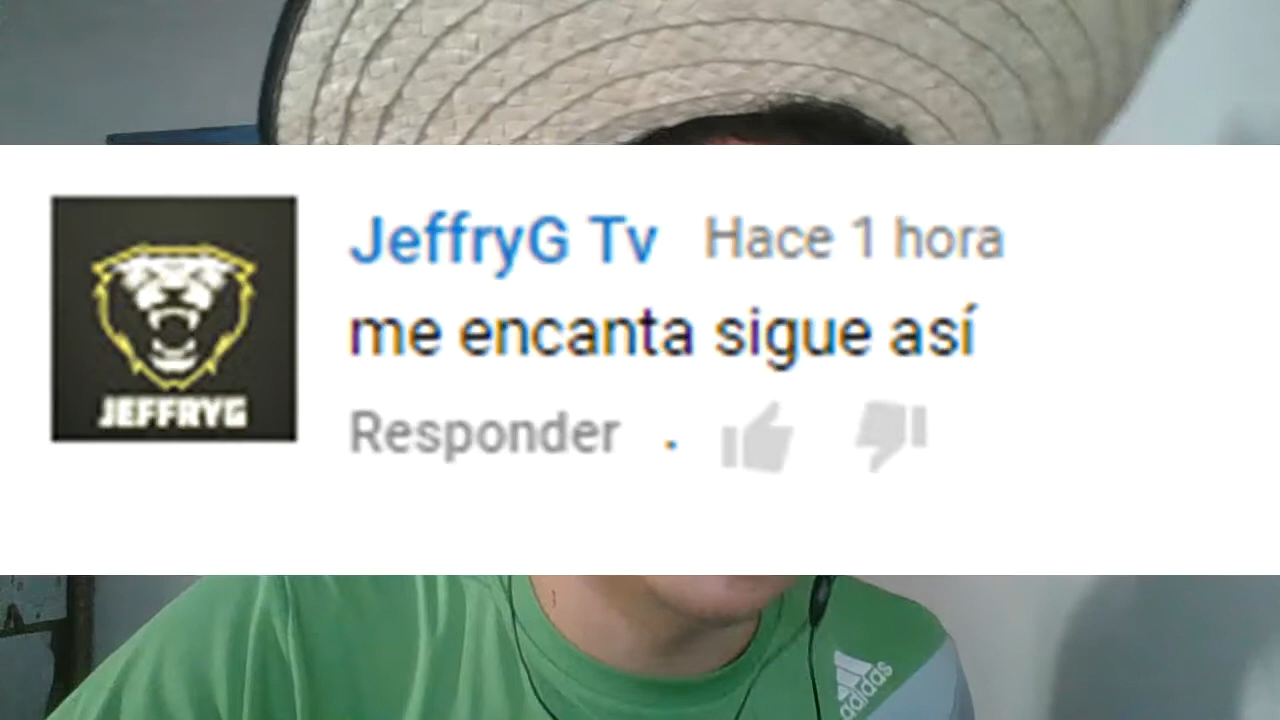 JeffryG Tv Hace 1 hora
me encanta sigue así
JEFFRYG
Responder .
adidas